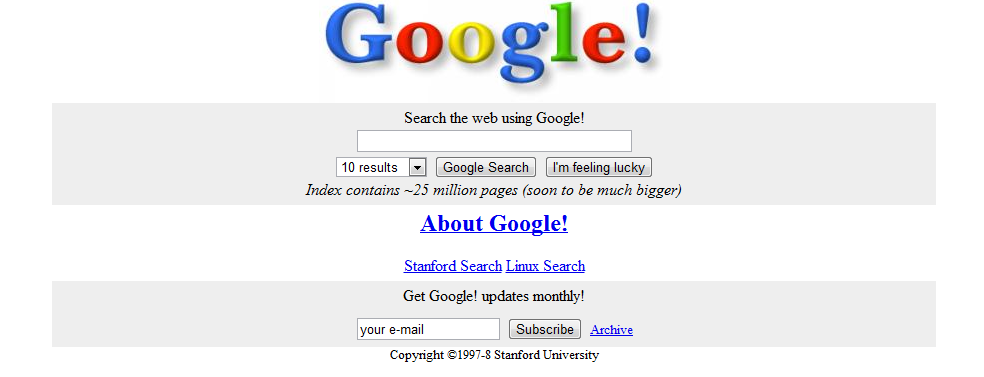 Google!
Search the web using Google!
10 results Google Search I'm feeling lucky
Index contains ~25 million pages (soon to be much bigger)
About Google!
Stanford Search Linux Search
Get Google! updates monthly!
your e-mail Subscribe Archive
Copyright ©1997-8 Stanford University